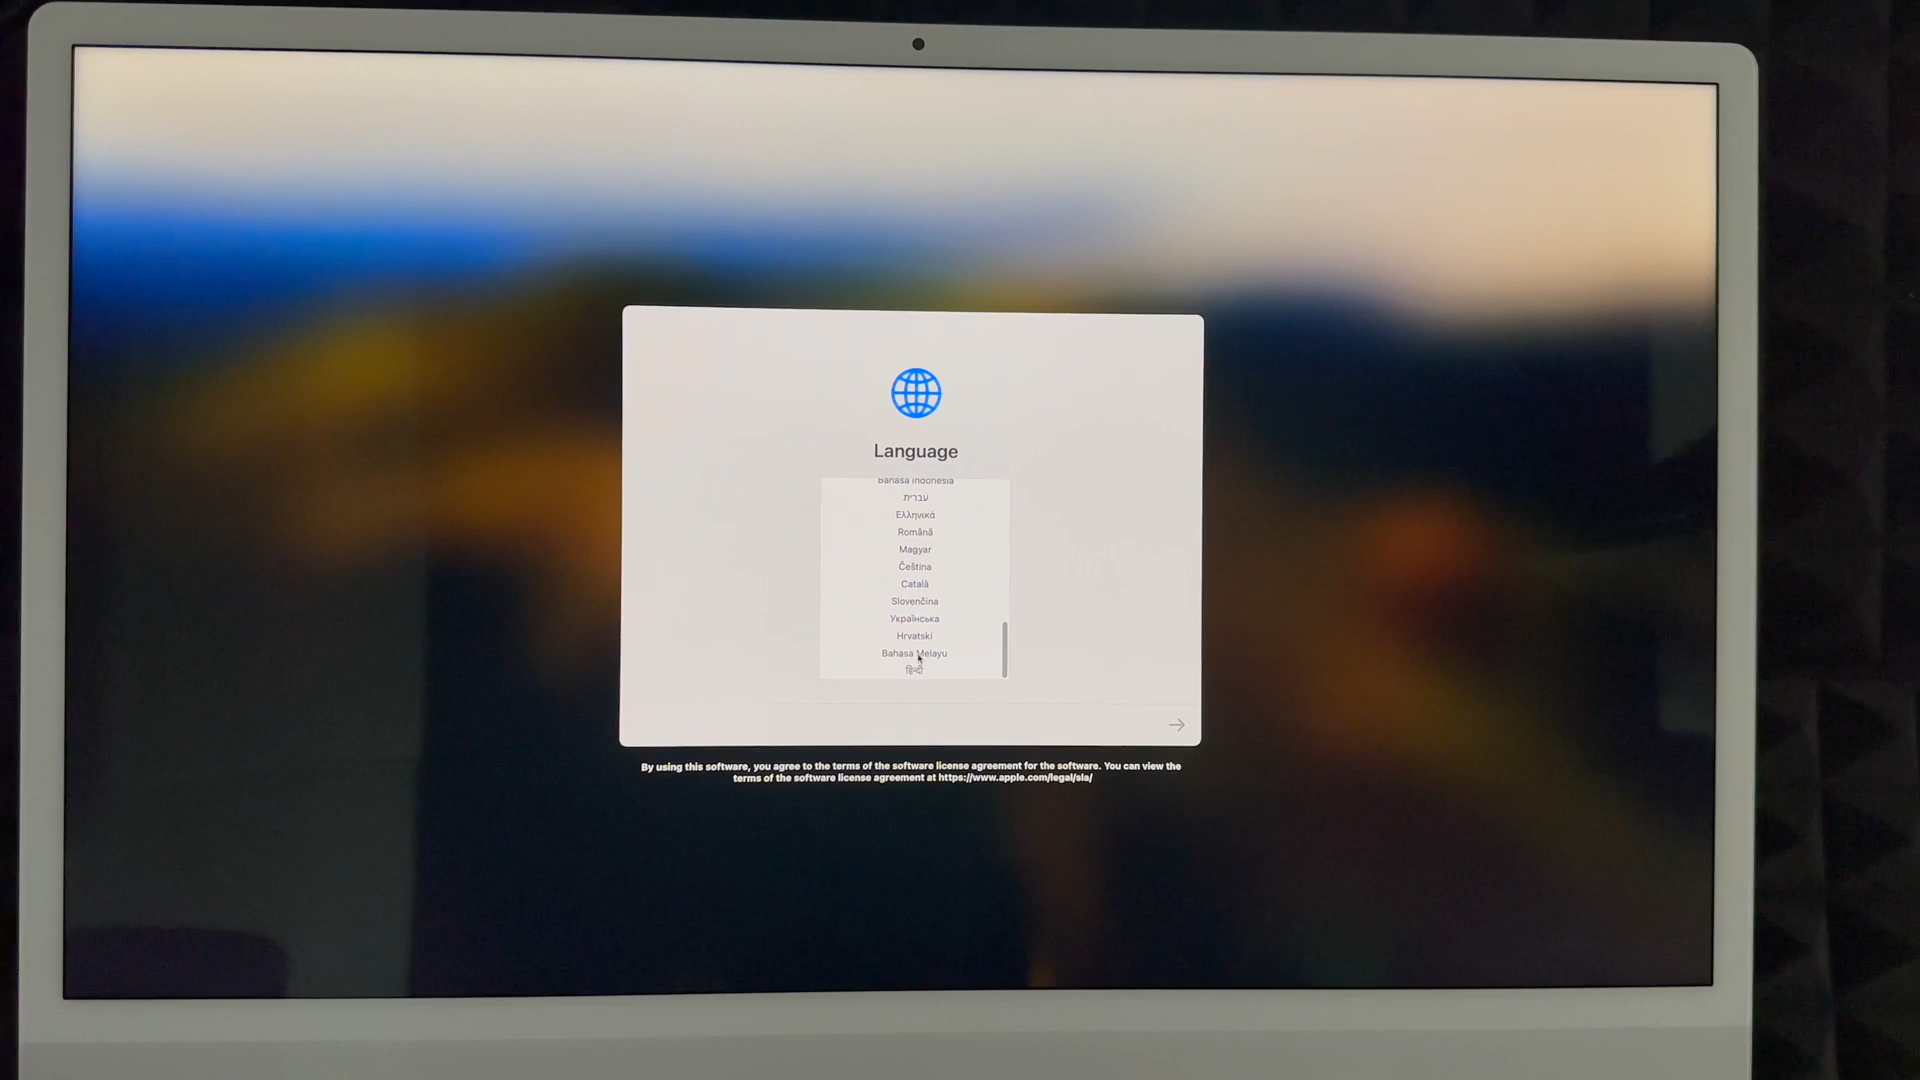 Language
Bahasa Indonesia
עברית
Ελληνικά
Română
Magyar
Čeština
Català
Slovenčina
Українська
Hrvatski
Bahasa Melayu
हिन्दी
By using this software, you agree to the terms of the software license agreement for the software. You can view the
terms of the software license agreement at https://www.apple.com/legal/sla/